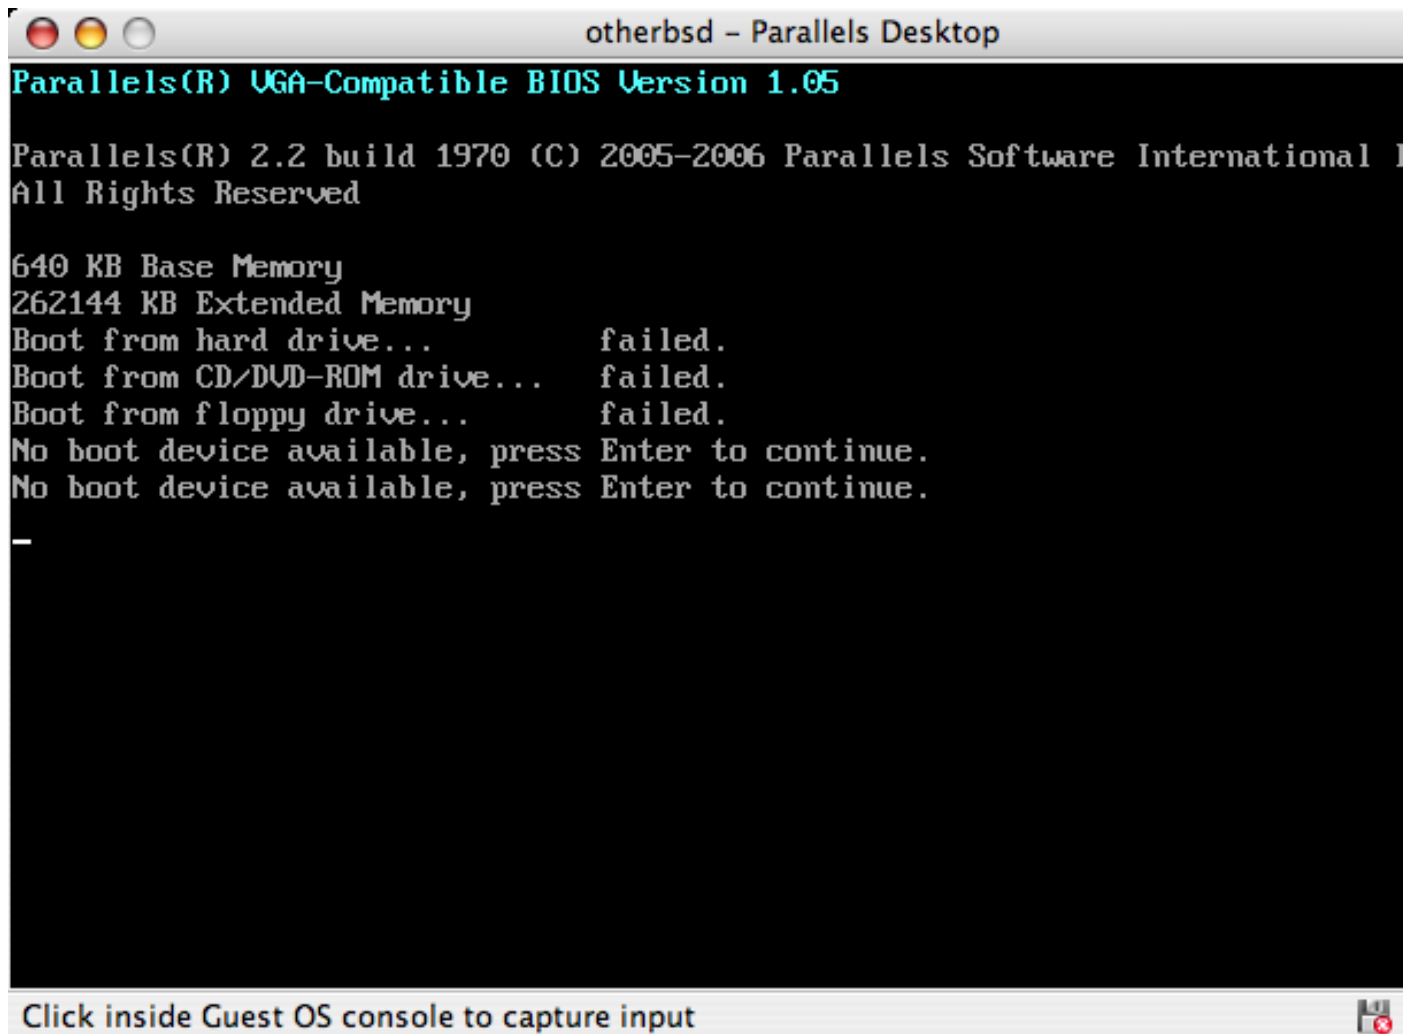 otherbsd – Parallels Desktop
Parallels(R) VGA-Compatible BIOS Version 1.05
Parallels(R) 2.2 build 1970 (C) 2005-2006 Parallels Software International
All Rights Reserved
640 KB Base Memory
262144 KB Extended Memory
Boot from hard drive... failed.
Boot from CD/DVD-ROM drive... failed.
Boot from floppy drive... failed.
No boot device available, press Enter to continue.
No boot device available, press Enter to continue.
Click inside Guest OS console to capture input